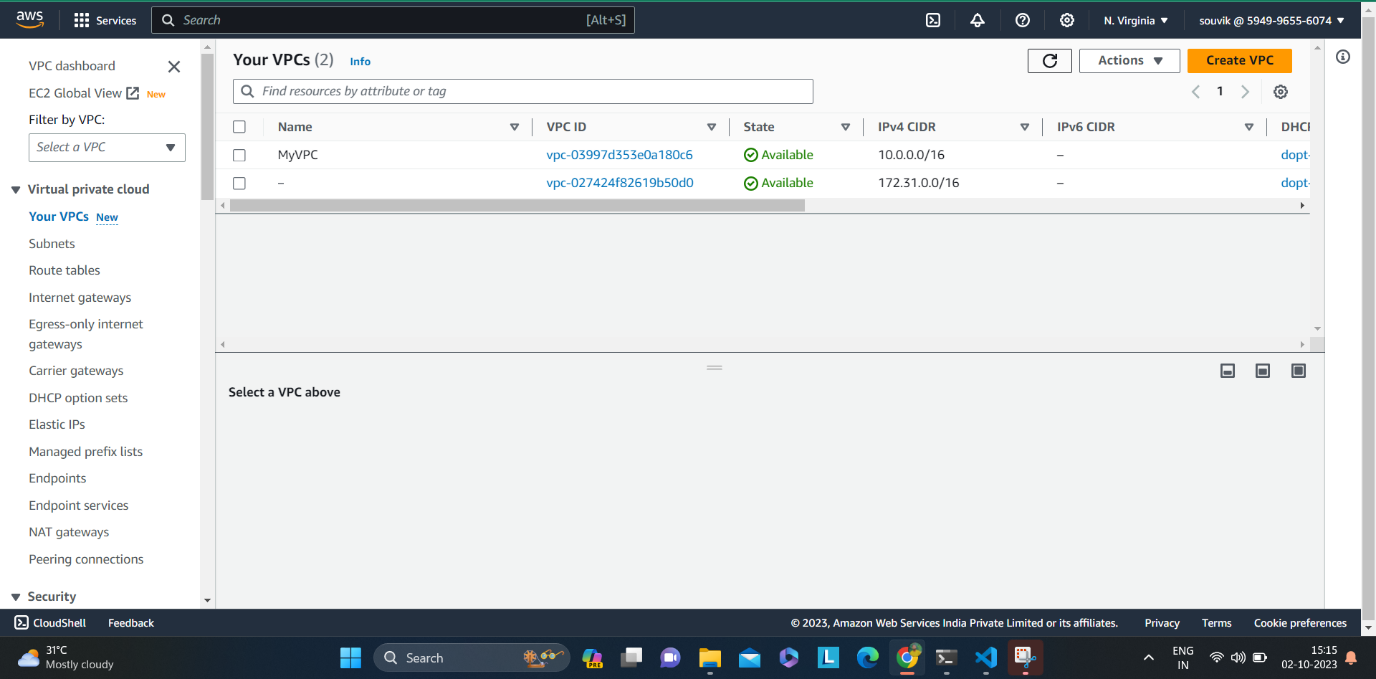 aws
Services
Search [Alt+S]
N. Virginia
souvik @ 5949-9655-6074
VPC dashboard
EC2 Global View New
Filter by VPC:
Select a VPC
Virtual private cloud
Your VPCs New
Subnets
Route tables
Internet gateways
Egress-only internet
gateways
Carrier gateways
DHCP option sets
Elastic IPs
Managed prefix lists
Endpoints
Endpoint services
NAT gateways
Peering connections
Security
Your VPCs (2) Info
Actions
Create VPC
Find resources by attribute or tag
1
Name VPC ID State IPv4 CIDR IPv6 CIDR DHCI
MyVPC vpc-03997d353e0a180c6 Available 10.0.0.0/16 – dopt-
– vpc-027424f82619b50d0 Available 172.31.0.0/16 – dopt-
Select a VPC above
CloudShell Feedback © 2023, Amazon Web Services India Private Limited or its affiliates. Privacy Terms Cookie preferences
31°C
Mostly cloudy
Search
PRE
L
ENG
IN
15:15
02-10-2023